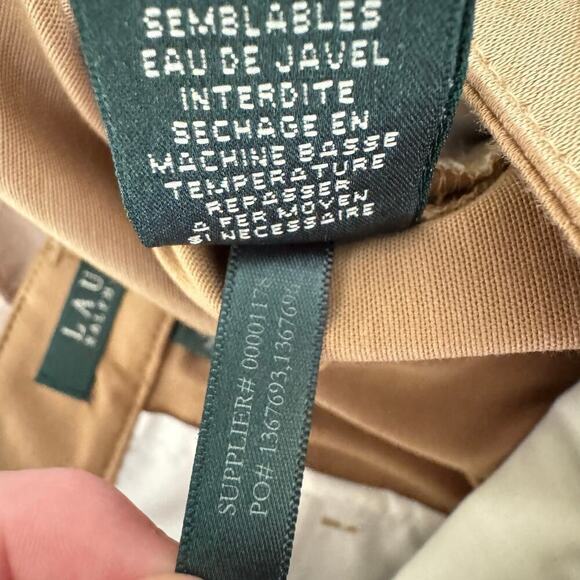 SEMBLABLES
EAU DE JAVEL
INTERDITE
SECHAGE EN
MACHINE BASSE
TEMPERATURE
REPASSER
A FER MOYEN
SI NECESSAIRE
LAU
RALPH
SUPPLIER# 0000117
PO# 1367693,136769